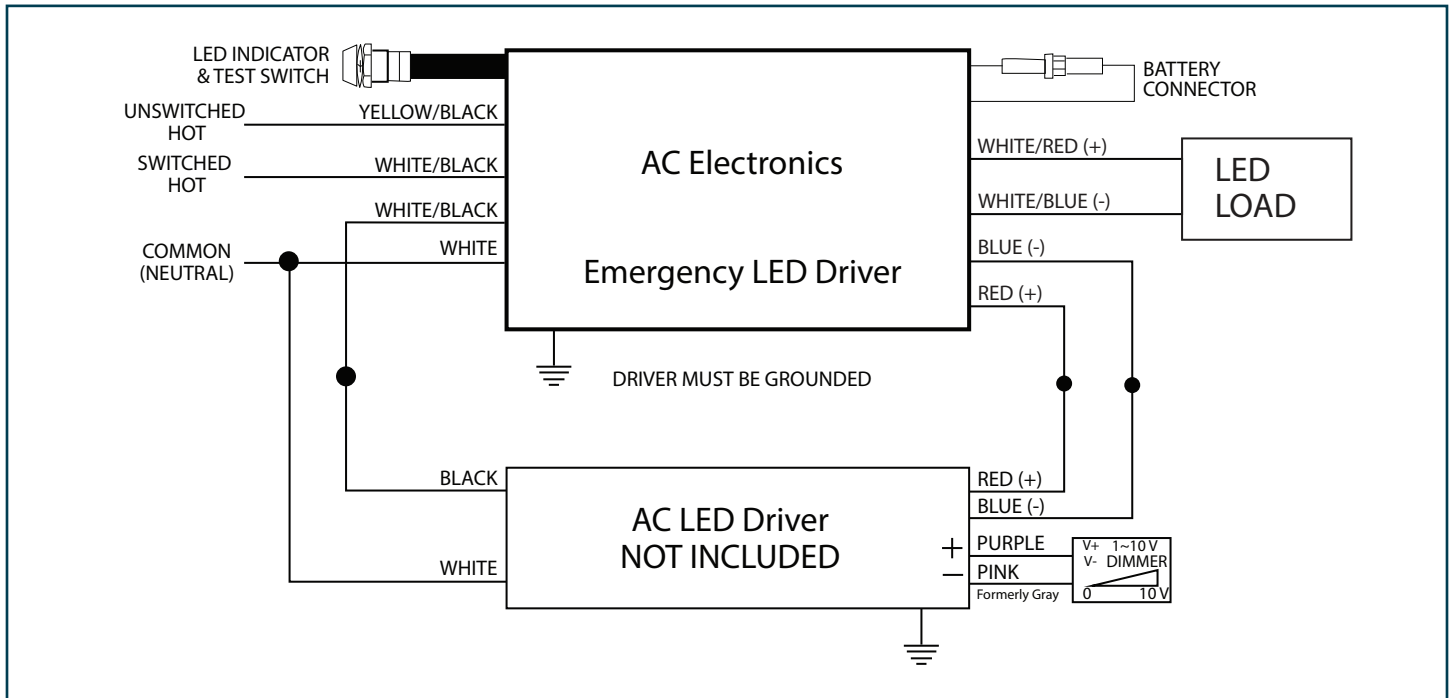 LED INDICATOR
& TEST SWITCH
UNSWITCHED
HOT
YELLOW/BLACK
SWITCHED
HOT
WHITE/BLACK
WHITE/BLACK
COMMON
(NEUTRAL)
WHITE
AC Electronics
Emergency LED Driver
BATTERY
CONNECTOR
WHITE/RED (+)
WHITE/BLUE (-)
LED
LOAD
BLUE (-)
RED (+)
DRIVER MUST BE GROUNDED
BLACK
WHITE
AC LED Driver
NOT INCLUDED
RED (+)
BLUE (-)
+ PURPLE
— PINK
Formerly Gray
V+ 1~10 V
V- DIMMER
0 10 V